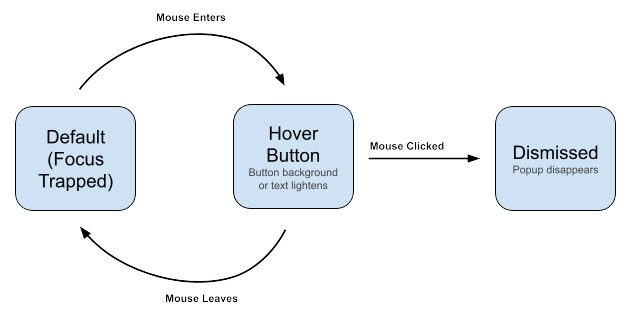 Mouse Enters
Default
(Focus
Trapped)
Hover
Button
Button background
or text lightens
Mouse Clicked
Dismissed
Popup disappears
Mouse Leaves